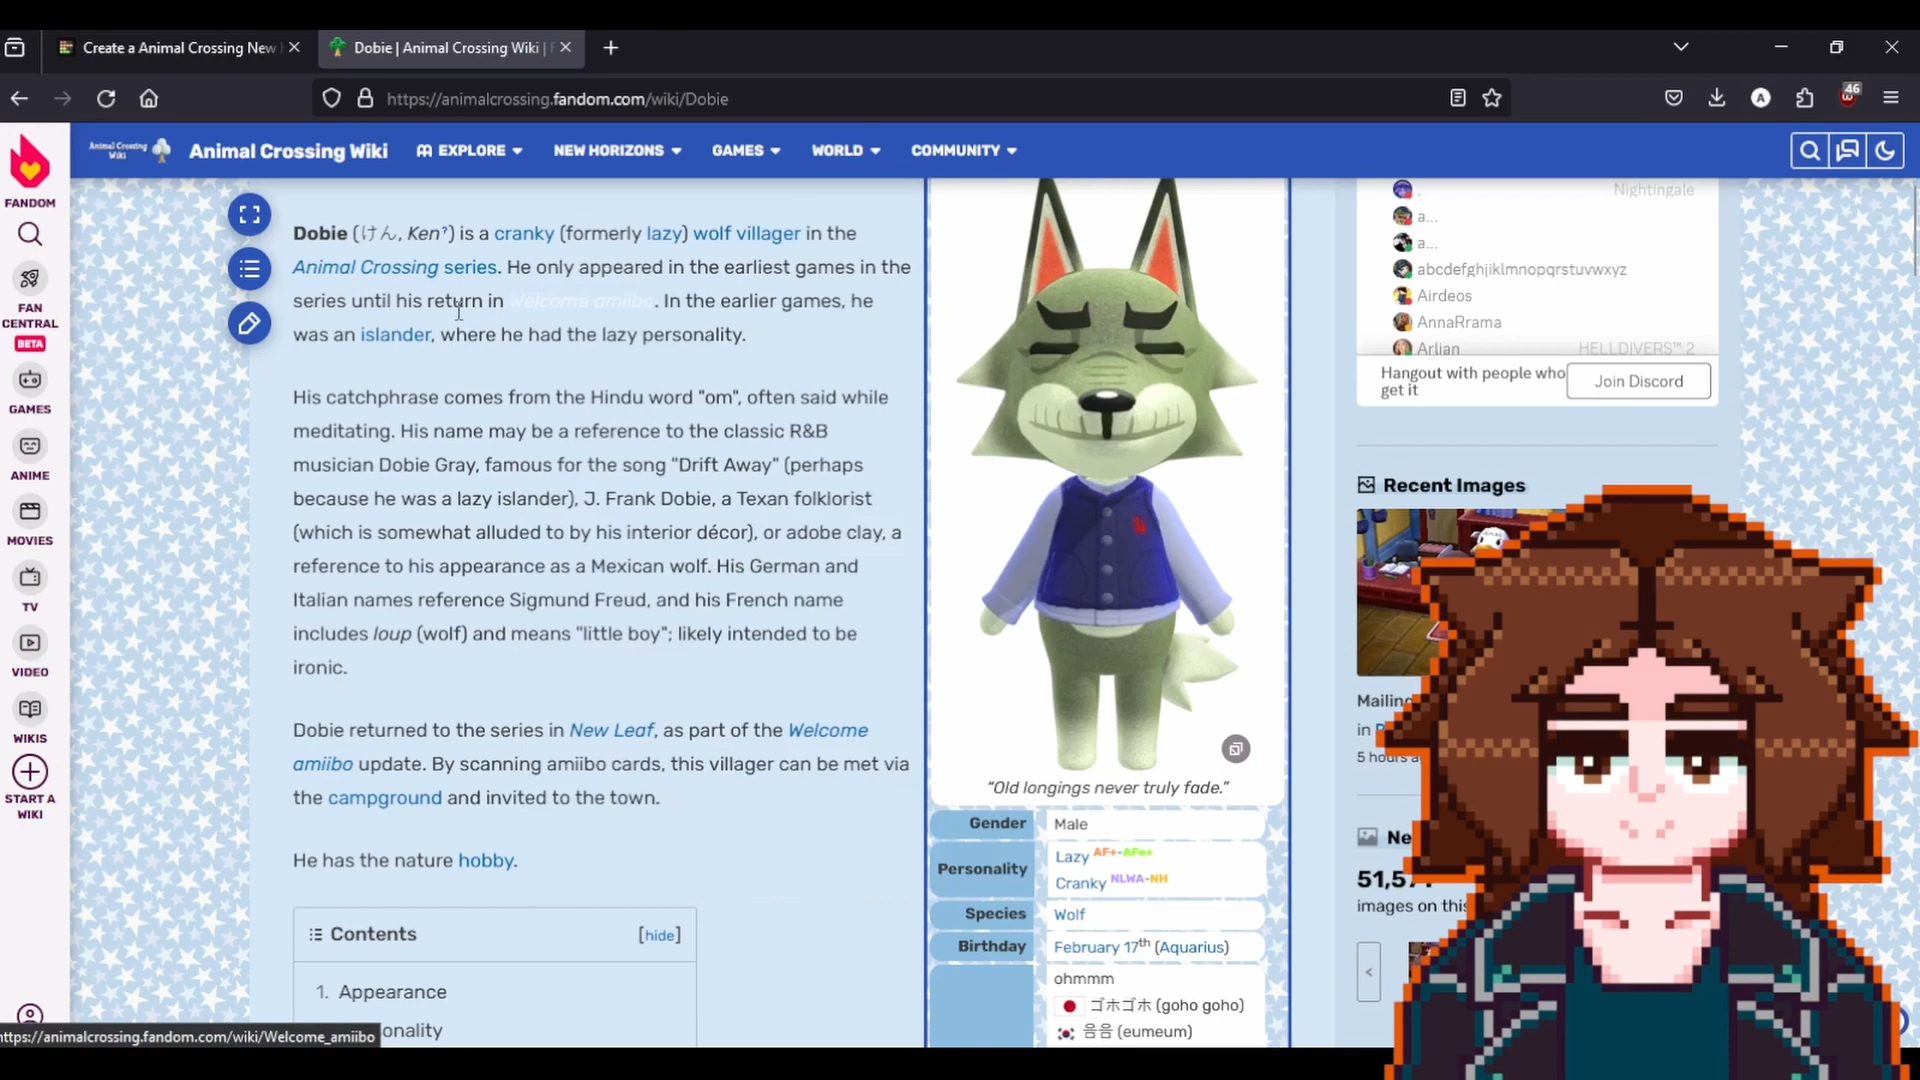 Create a Animal Crossing New
Dobie | Animal Crossing Wiki |
https://animalcrossing.fandom.com/wiki/Dobie
46
A
Animal Crossing
Wiki
Animal Crossing Wiki
EXPLORE
NEW HORIZONS
GAMES
WORLD
COMMUNITY
FANDOM
FAN
CENTRAL
BETA
GAMES
ANIME
MOVIES
TV
VIDEO
WIKIS
START A
WIKI
Dobie (けん, Ken?) is a cranky (formerly lazy) wolf villager in the
Animal Crossing series. He only appeared in the earliest games in the
series until his return in Welcome amiibo. In the earlier games, he
was an islander, where he had the lazy personality.
His catchphrase comes from the Hindu word "om", often said while
meditating. His name may be a reference to the classic R&B
musician Dobie Gray, famous for the song "Drift Away" (perhaps
because he was a lazy islander), J. Frank Dobie, a Texan folklorist
(which is somewhat alluded to by his interior décor), or adobe clay, a
reference to his appearance as a Mexican wolf. His German and
Italian names reference Sigmund Freud, and his French name
includes loup (wolf) and means "little boy"; likely intended to be
ironic.
Dobie returned to the series in New Leaf, as part of the Welcome
amiibo update. By scanning amiibo cards, this villager can be met via
the campground and invited to the town.
He has the nature hobby.
Contents [hide]
1. Appearance
onality
https://animalcrossing.fandom.com/wiki/Welcome_amiibo
“Old longings never truly fade.”
Gender Male
Personality Lazy AF+-AFe+
Cranky NLWA-NH
Species Wolf
Birthday February 17th (Aquarius)
ohmmm
ゴホゴホ (goho goho)
음음 (eumeum)
. Nightingale
a...
a...
abcdefghjiklmnopqrstuvwxyz
Airdeos
AnnaRrama
Arlian HELLDIVERS™ 2
Hangout with people who
get it
Join Discord
Recent Images
Mailin
in
5 hours a
Ne
51,57
images on this
<